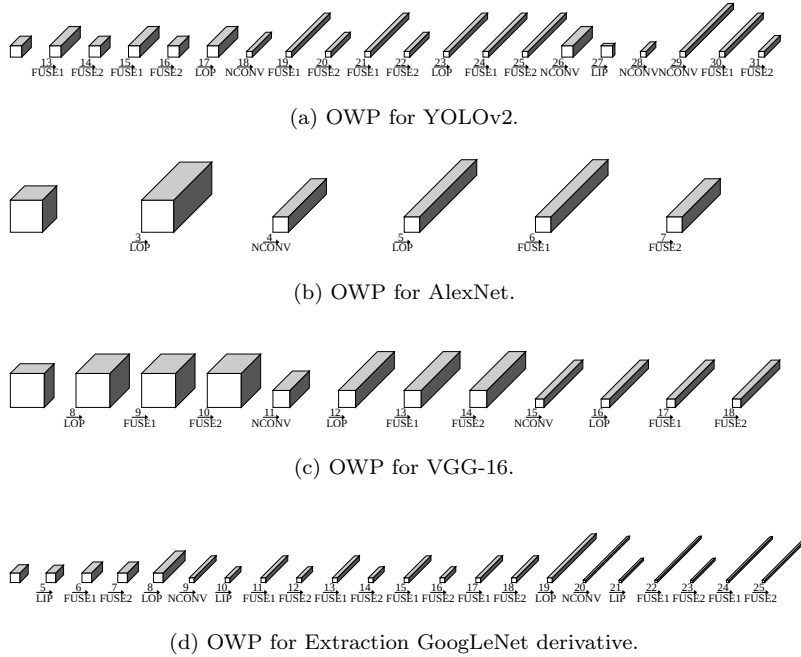 13 14 15 16 17 18 19 20 21 22 23 24 25 26 27 28 29 30 31
FUSE1 FUSE2 FUSE1 FUSE2 LOP NCONV FUSE1 FUSE2 FUSE1 FUSE2 LOP FUSE1 FUSE2 NCONV LIP NCONV NCONV FUSE1 FUSE2
(a) OWP for YOLOv2.
3 4 5 6 7
LOP NCONV LOP FUSE1 FUSE2
(b) OWP for AlexNet.
8 9 10 11 12 13 14 15 16 17 18
LOP FUSE1 FUSE2 NCONV LOP FUSE1 FUSE2 NCONV LOP FUSE1 FUSE2
(c) OWP for VGG-16.
5 6 7 8 9 10 11 12 13 14 15 16 17 18 19 20 21 22 23 24 25
LIP FUSE1 FUSE2 LOP NCONV LIP FUSE1 FUSE2 FUSE1 FUSE2 FUSE1 FUSE2 FUSE1 FUSE2 LOP NCONV LIP FUSE1 FUSE2 FUSE1 FUSE2
(d) OWP for Extraction GoogLeNet derivative.